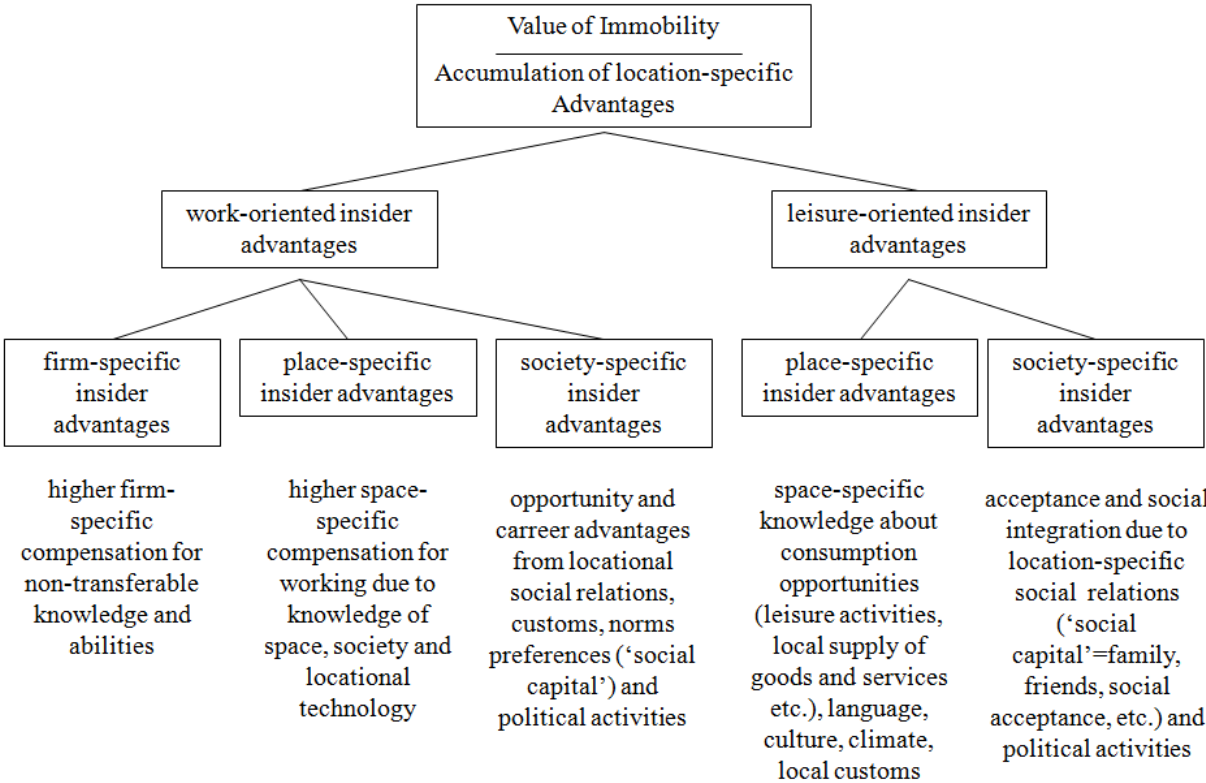 Value of Immobility
Accumulation of location-specific
Advantages
work-oriented insider
advantages
leisure-oriented insider
advantages
firm-specific
insider
advantages
place-specific
insider advantages
society-specific
insider
advantages
place-specific
insider advantages
society-specific
insider
advantages
higher firm-
specific
compensation for
non-transferable
knowledge and
abilities
higher space-
specific
compensation for
working due to
knowledge of
space, society and
locational
technology
opportunity and
carreer advantages
from locational
social relations,
customs, norms
preferences (‘social
capital’) and
political activities
space-specific
knowledge about
consumption
opportunities
(leisure activities,
local supply of
goods and services
etc.), language,
culture, climate,
local customs
acceptance and social
integration due to
location-specific
social relations
(‘social
capital’=family,
friends, social
acceptance, etc.) and
political activities